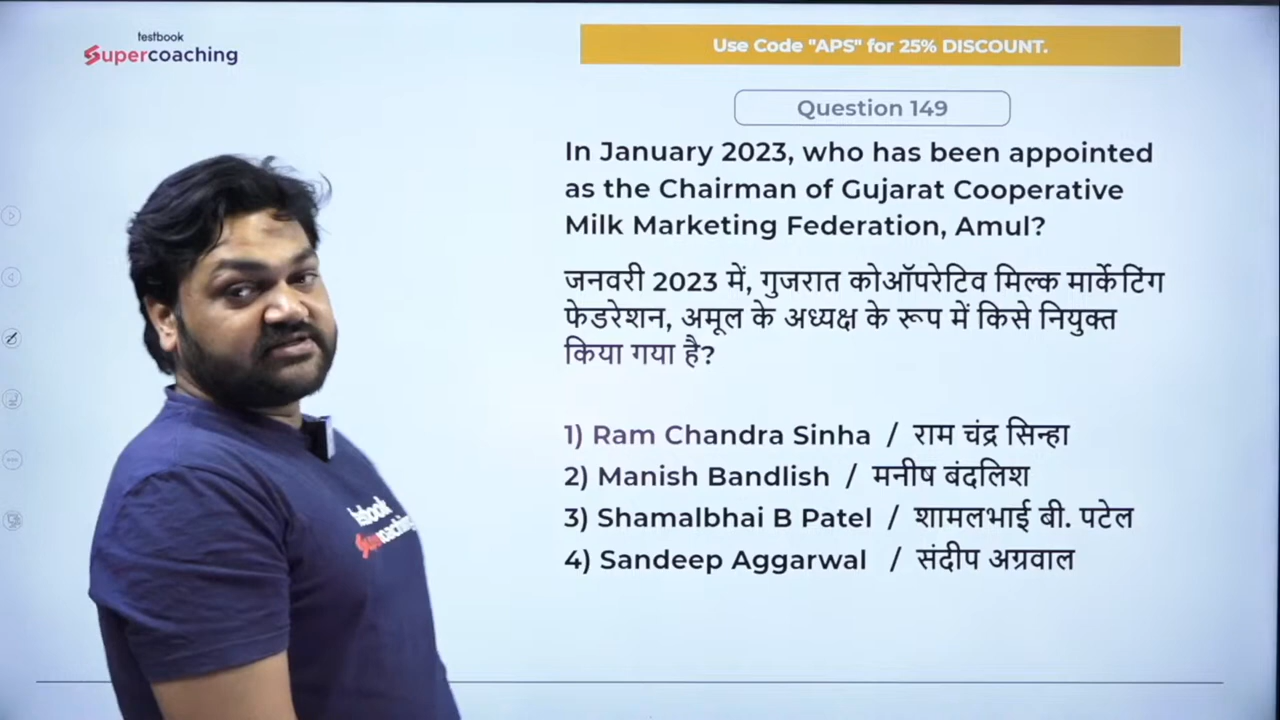 testbook
Supercoaching
Use Code "APS" for 25% DISCOUNT.
Question 149
In January 2023, who has been appointed
as the Chairman of Gujarat Cooperative
Milk Marketing Federation, Amul?
जनवरी 2023 में, गुजरात कोऑपरेटिव मिल्क मार्केटिंग
फेडरेशन, अमूल के अध्यक्ष के रूप में किसे नियुक्त
किया गया है?
1) Ram Chandra Sinha / राम चंद्र सिन्हा
2) Manish Bandlish / मनीष बंदलिश
3) Shamalbhai B Patel / शामलभाई बी. पटेल
4) Sandeep Aggarwal / संदीप अग्रवाल